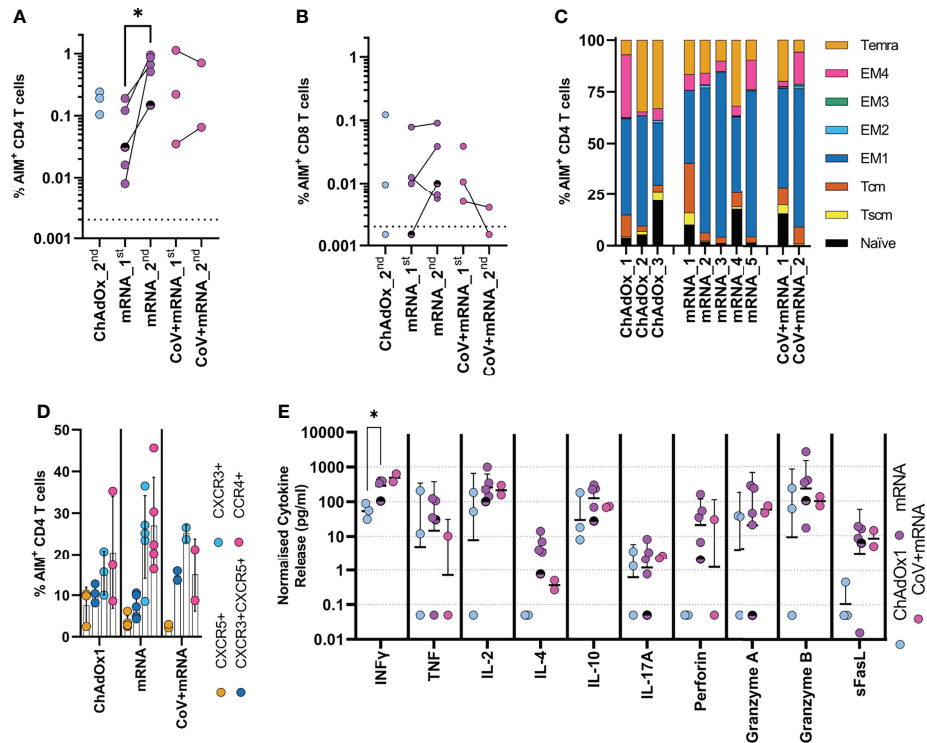 A
*
% AIM+ CD4 T cells
1
0.1
0.01
0.001
ChAdOx_2nd
mRNA_1st
mRNA_2nd
CoV+mRNA_1st
CoV+mRNA_2nd
B
% AIM+ CD8 T cells
1
0.1
0.01
0.001
ChAdOx_2nd
mRNA_1st
mRNA_2nd
CoV+mRNA_1st
CoV+mRNA_2nd
C
% AIM+ CD4 T cells
100
75
50
25
0
ChAdOx_1
ChAdOx_2
ChAdOx_3
mRNA_1
mRNA_2
mRNA_3
mRNA_4
mRNA_5
CoV+mRNA_1
CoV+mRNA_2
Temra
EM4
EM3
EM2
EM1
Tcm
Tscm
Naïve
D
% AIM+ CD4 T cells
50
40
30
20
10
0
ChAdOx1
mRNA
CoV+mRNA
CXCR3+
CCR4+
CXCR5+
CXCR3+CXCR5+
E
*
Normalised Cytokine
Release (pg/ml)
10000
1000
100
10
1
0.1
0.01
INFγ
TNF
IL-2
IL-4
IL-10
IL-17A
Perforin
Granzyme A
Granzyme B
sFasL
ChAdOx1
mRNA
CoV+mRNA